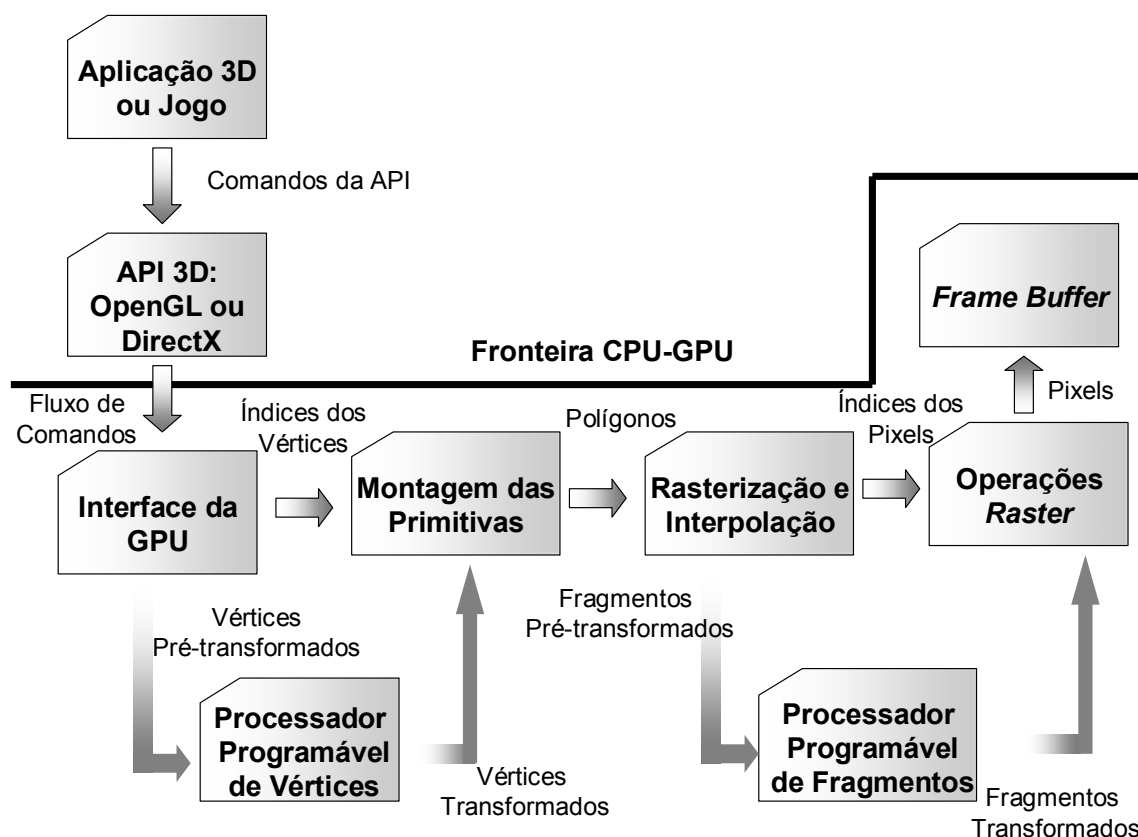 Aplicação 3D
ou Jogo
Comandos da API
API 3D:
OpenGL ou
DirectX
Fronteira CPU-GPU
Frame Buffer
Fluxo de
Comandos
Índices dos
Vértices
Polígonos
Índices dos
Pixels
Pixels
Interface da
GPU
Montagem das
Primitivas
Rasterização e
Interpolação
Operações
Raster
Vértices
Pré-transformados
Fragmentos
Pré-transformados
Processador
Programável
de Vértices
Vértices
Transformados
Processador
Programável
de Fragmentos
Fragmentos
Transformados